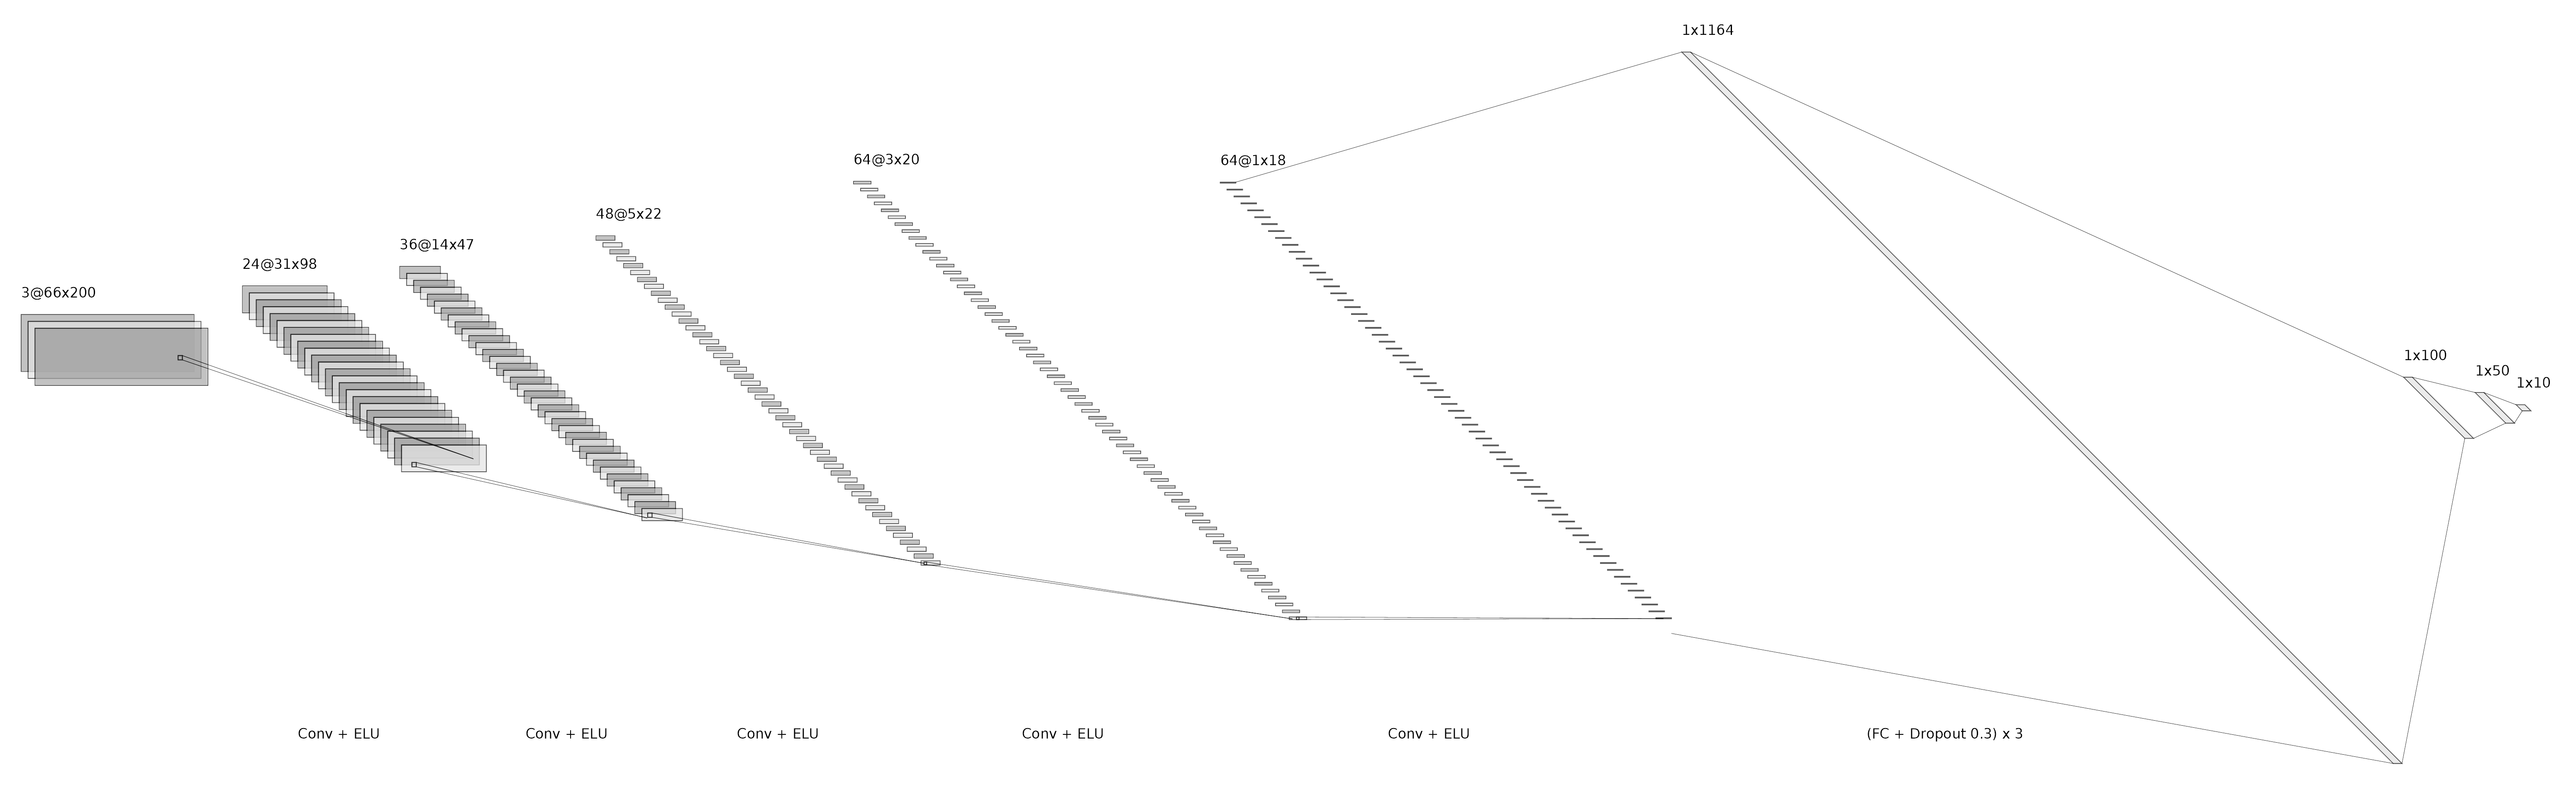 3@66x200
24@31x98
36@14x47
48@5x22
64@3x20
64@1x18
1x1164
1x100
1x50
1x10
Conv + ELU
Conv + ELU
Conv + ELU
Conv + ELU
Conv + ELU
(FC + Dropout 0.3) x 3